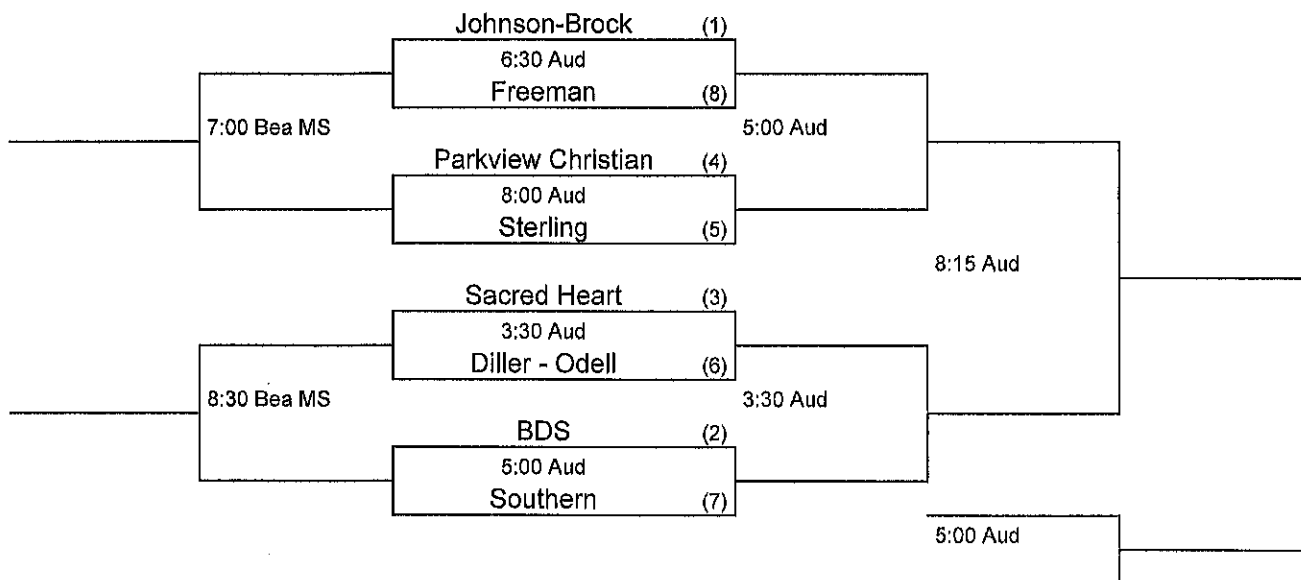 Johnson-Brock (1)
6:30 Aud
Freeman (8)
7:00 Bea MS
5:00 Aud
Parkview Christian (4)
8:00 Aud
Sterling (5)
8:15 Aud
Sacred Heart (3)
3:30 Aud
Diller - Odell (6)
8:30 Bea MS
3:30 Aud
BDS (2)
5:00 Aud
Southern (7)
5:00 Aud